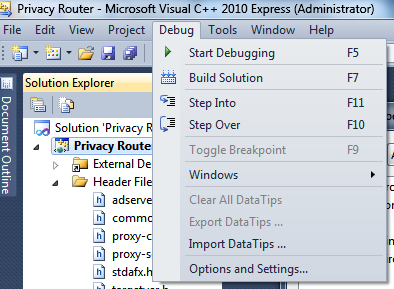 Privacy Router - Microsoft Visual C++ 2010 Express (Administrator)
File Edit View Project Debug Tools Window Help
Solution Explorer
Document Outline
Solution 'Privacy R
Privacy Router
External De
Header File
adserve
commo
proxy-c
proxy-s
stdafx.h
Start Debugging F5
Build Solution F7
Step Into F11
Step Over F10
Toggle Breakpoint F9
Windows
Clear All DataTips
Export DataTips ...
Import DataTips ...
Options and Settings...